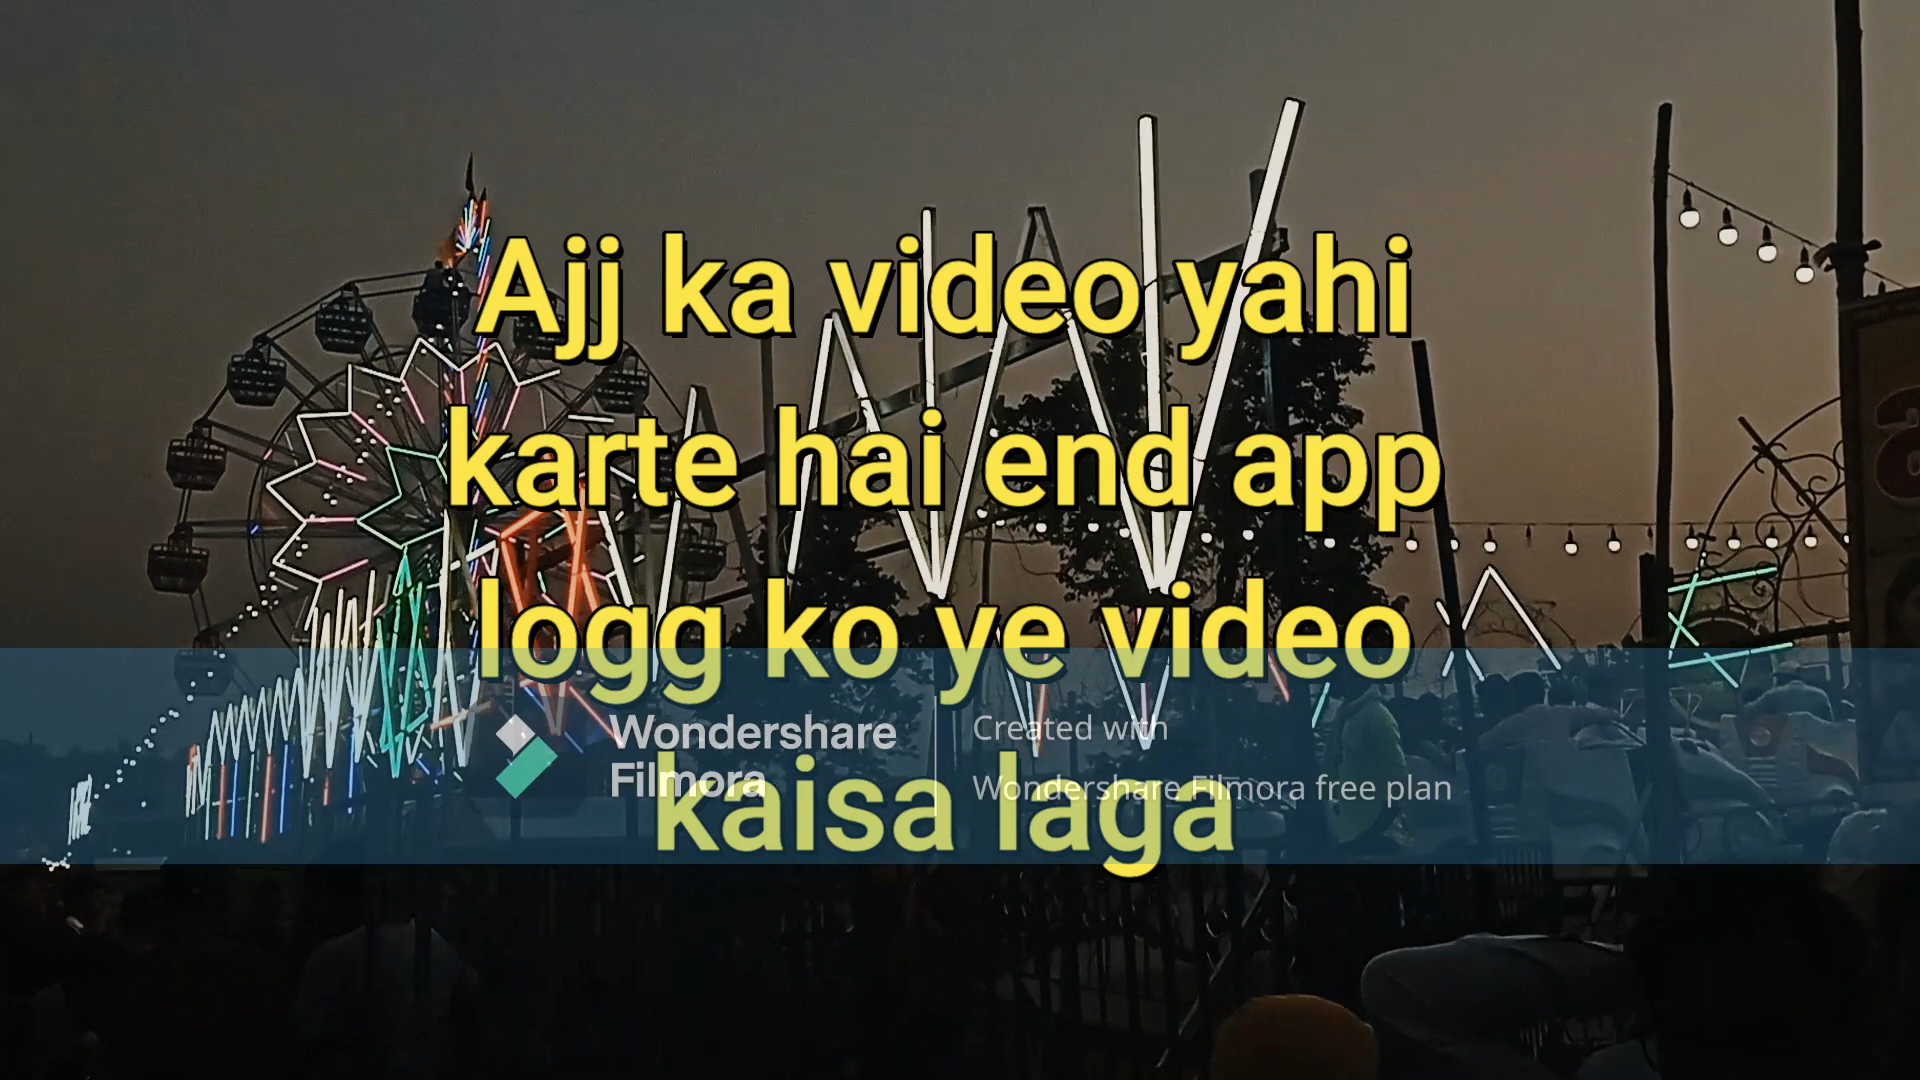 Ajj ka video yahi
karte hai end app
logg ko ye video
kaisa laga
Wondershare
Filmora
Created with
Wondershare Filmora free plan